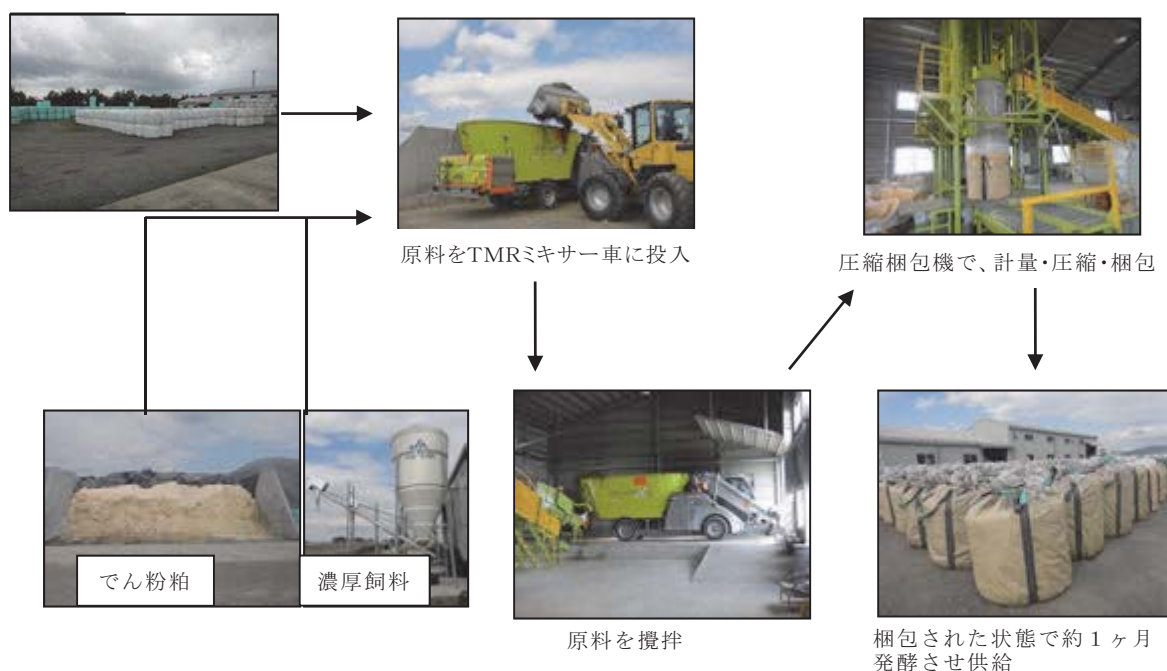 原料をTMRミキサー車に投入
圧縮梱包機で、計量・圧縮・梱包
でん粉粕
濃厚飼料
原料を攪拌
梱包された状態で約1ヶ月
発酵させ供給